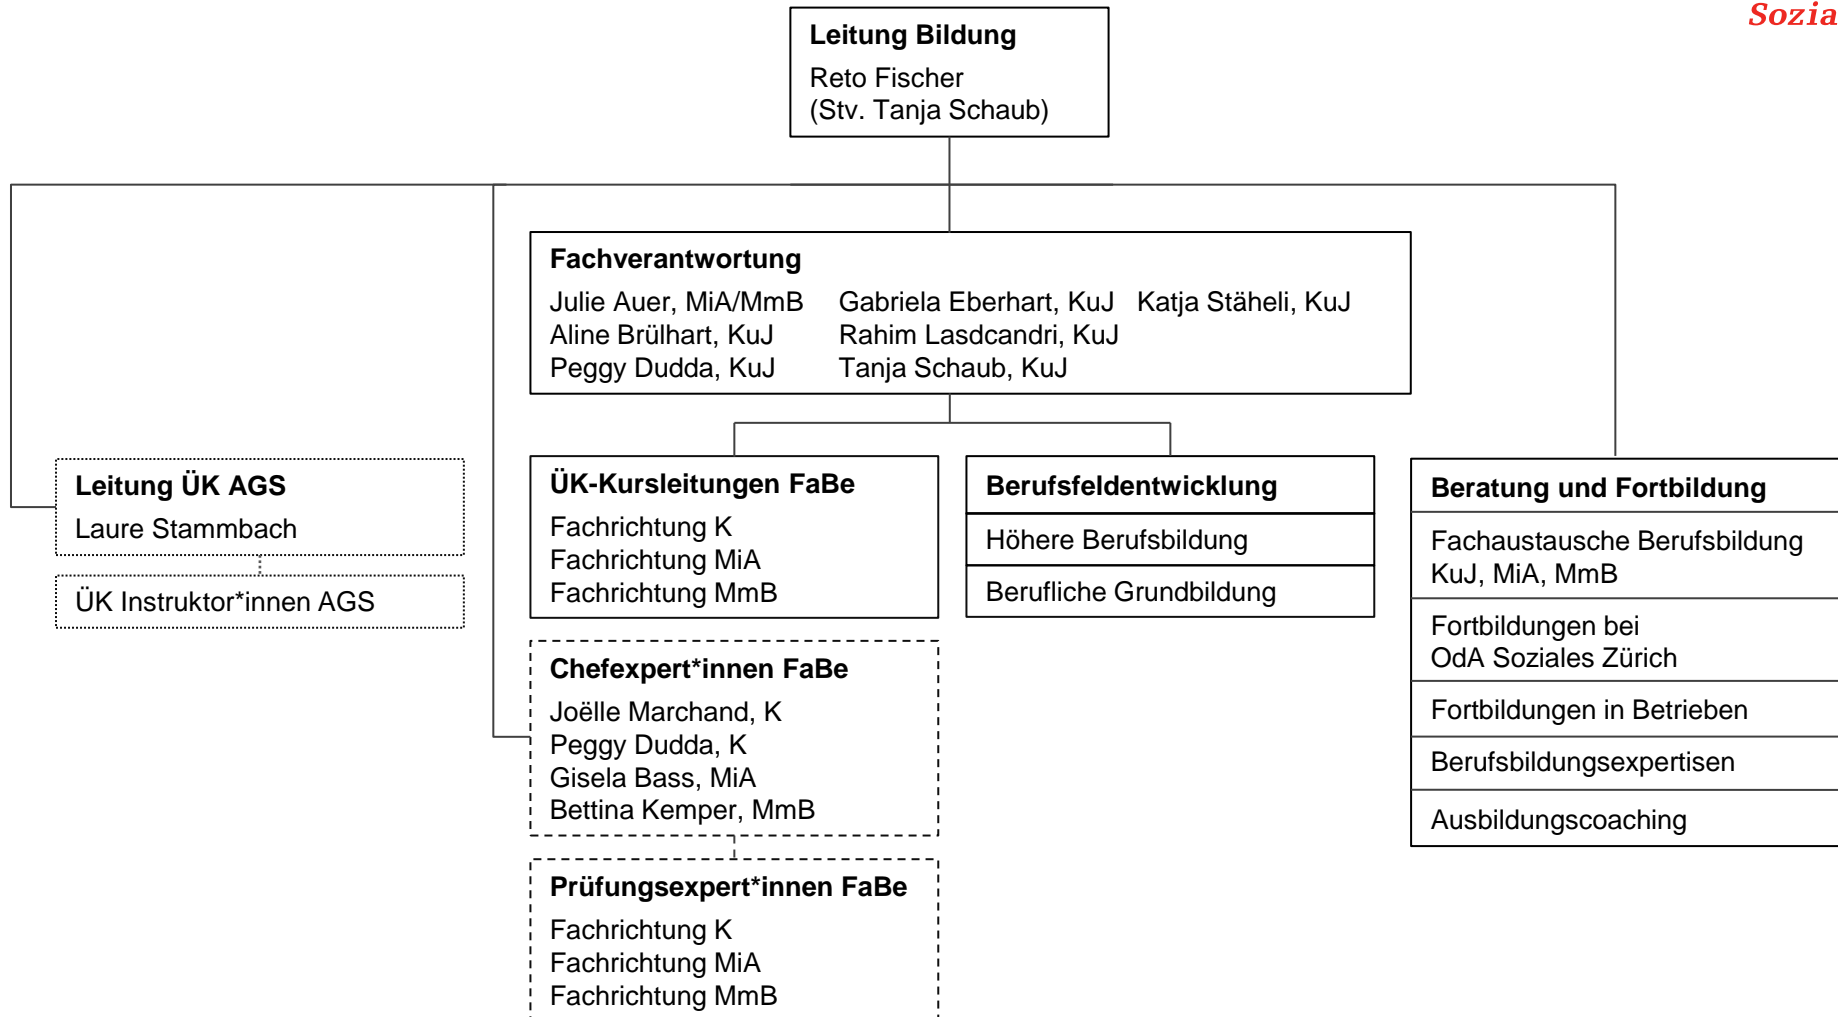 Sozia
Leitung Bildung
Reto Fischer
(Stv. Tanja Schaub)
Fachverantwortung
Julie Auer, MiA/MmB Gabriela Eberhart, KuJ Katja Stäheli, KuJ
Aline Brülhart, KuJ Rahim Lasdcandri, KuJ
Peggy Dudda, KuJ Tanja Schaub, KuJ
Leitung ÜK AGS
Laure Stammbach
ÜK Instruktor*innen AGS
ÜK-Kursleitungen FaBe
Fachrichtung K
Fachrichtung MiA
Fachrichtung MmB
Chefexpert*innen FaBe
Joëlle Marchand, K
Peggy Dudda, K
Gisela Bass, MiA
Bettina Kemper, MmB
Prüfungsexpert*innen FaBe
Fachrichtung K
Fachrichtung MiA
Fachrichtung MmB
Berufsfeldentwicklung
Höhere Berufsbildung
Berufliche Grundbildung
Beratung und Fortbildung
Fachaustausche Berufsbildung
KuJ, MiA, MmB
Fortbildungen bei
OdA Soziales Zürich
Fortbildungen in Betrieben
Berufsbildungsexpertisen
Ausbildungscoaching